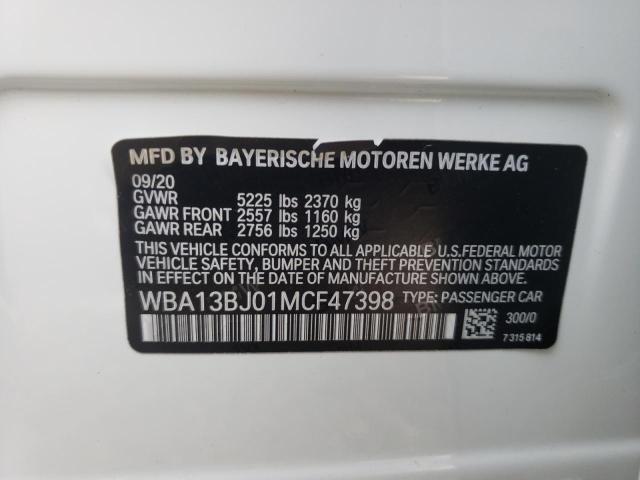 MFD BY BAYERISCHE MOTOREN WERKE AG
09/20
GVWR 5225 lbs 2370 kg
GAWR FRONT 2557 lbs 1160 kg
GAWR REAR 2756 lbs 1250 kg
THIS VEHICLE CONFORMS TO ALL APPLICABLE U.S.FEDERAL MOTOR
VEHICLE SAFETY, BUMPER AND THEFT PREVENTION STANDARDS
IN EFFECT ON THE DATE OF MANUFACTURE SHOWN ABOVE.
WBA13BJ01MCF47398 TYPE: PASSENGER CAR
300/0
7315814